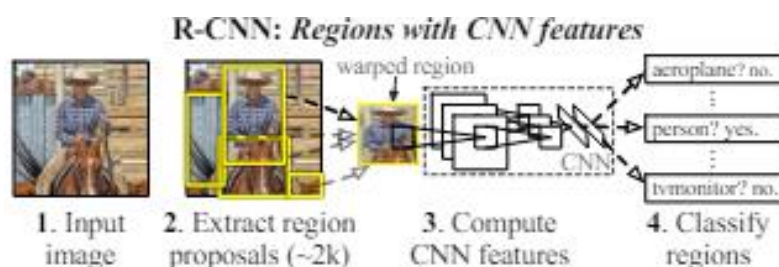 R-CNN: Regions with CNN features
warped region
aeroplane? no.
person? yes.
tvmonitor? no.
CNN
1. Input
image
2. Extract region
proposals (~2k)
3. Compute
CNN features
4. Classify
regions